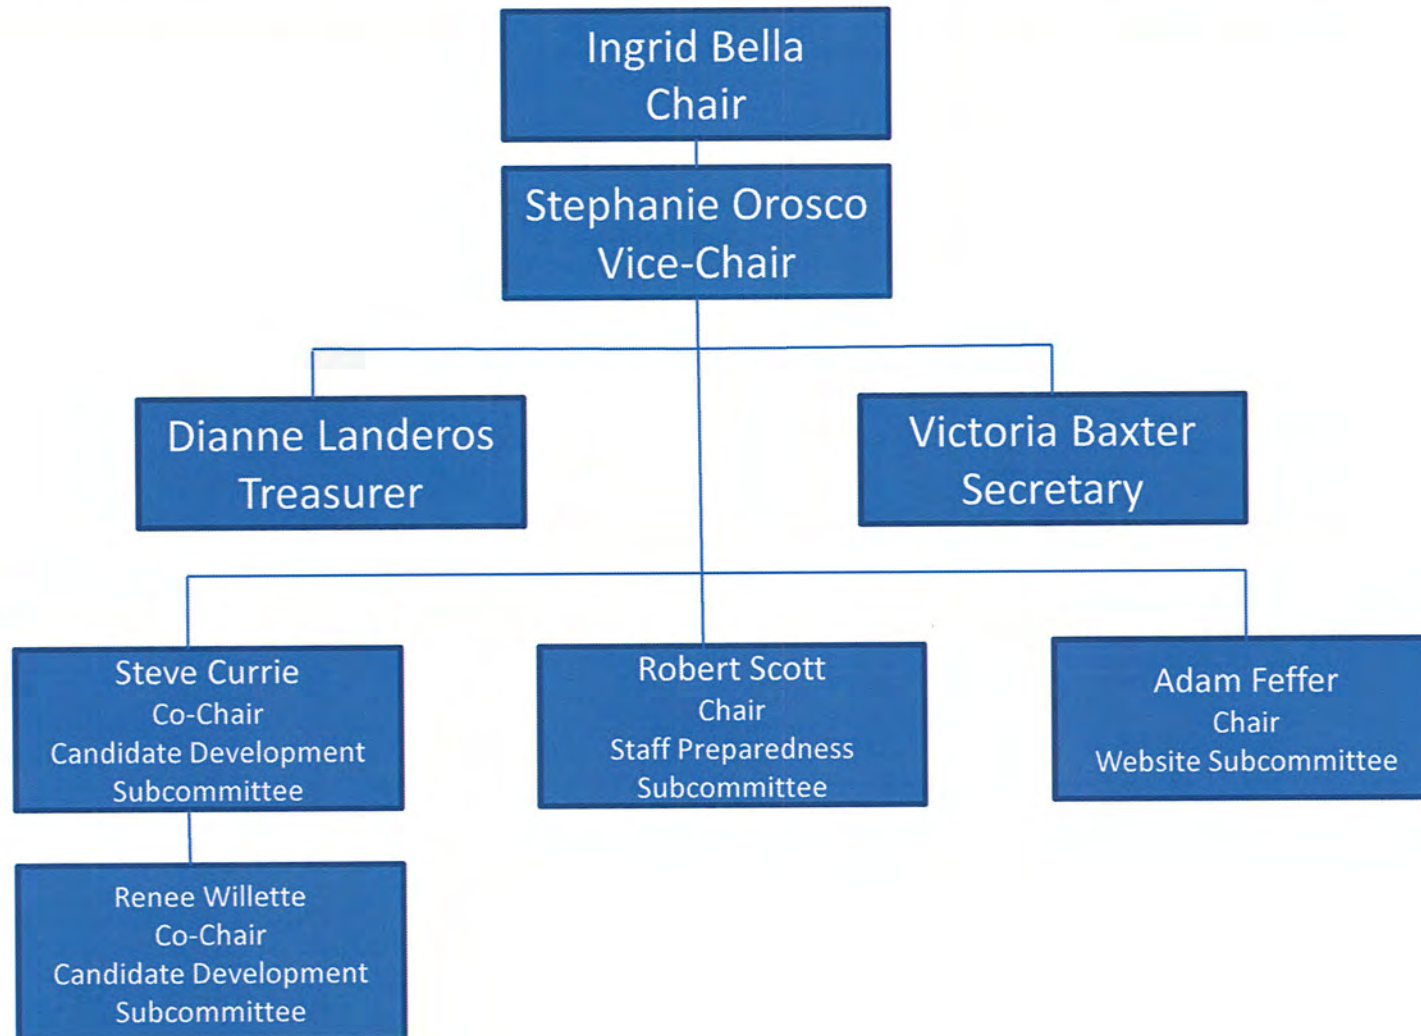 Ingrid Bella
Chair
Stephanie Orosco
Vice-Chair
Dianne Landeros
Treasurer
Victoria Baxter
Secretary
Steve Currie
Co-Chair
Candidate Development
Subcommittee
Robert Scott
Chair
Staff Preparedness
Subcommittee
Adam Feffer
Chair
Website Subcommittee
Renee Willette
Co-Chair
Candidate Development
Subcommittee